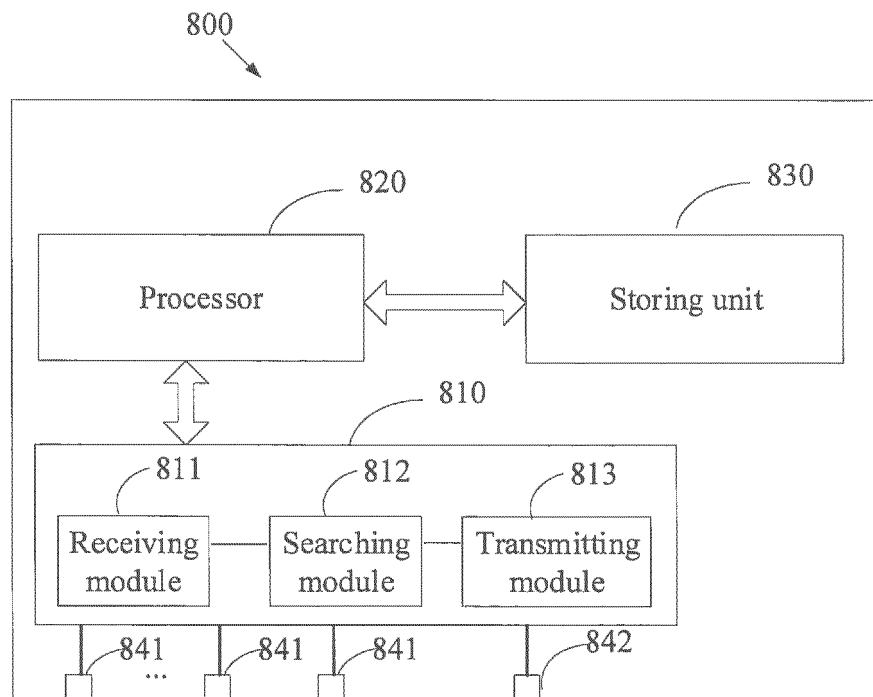 800
820
830
Processor
Storing unit
810
811
812
813
Receiving
module
Searching
module
Transmitting
module
841
...
841
841
842